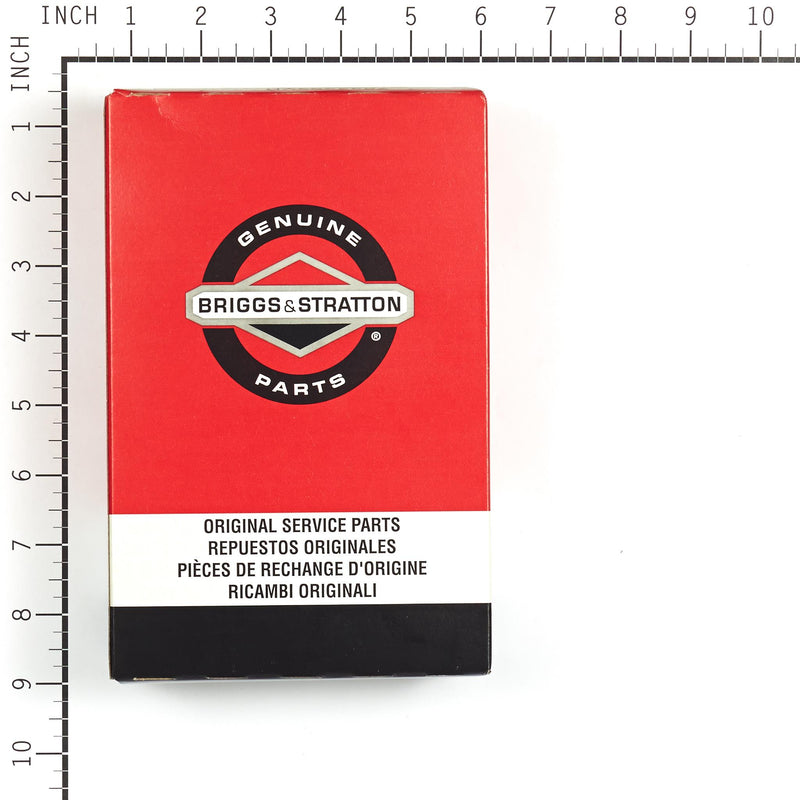 INCH 1 2 3 4 5 6 7 8 9 10
INCH
1
2
3
4
5
6
7
8
9
10
GENUINE
BRIGGS & STRATTON
®
PARTS
ORIGINAL SERVICE PARTS
REPUESTOS ORIGINALES
PIÈCES DE RECHANGE D'ORIGINE
RICAMBI ORIGINALI